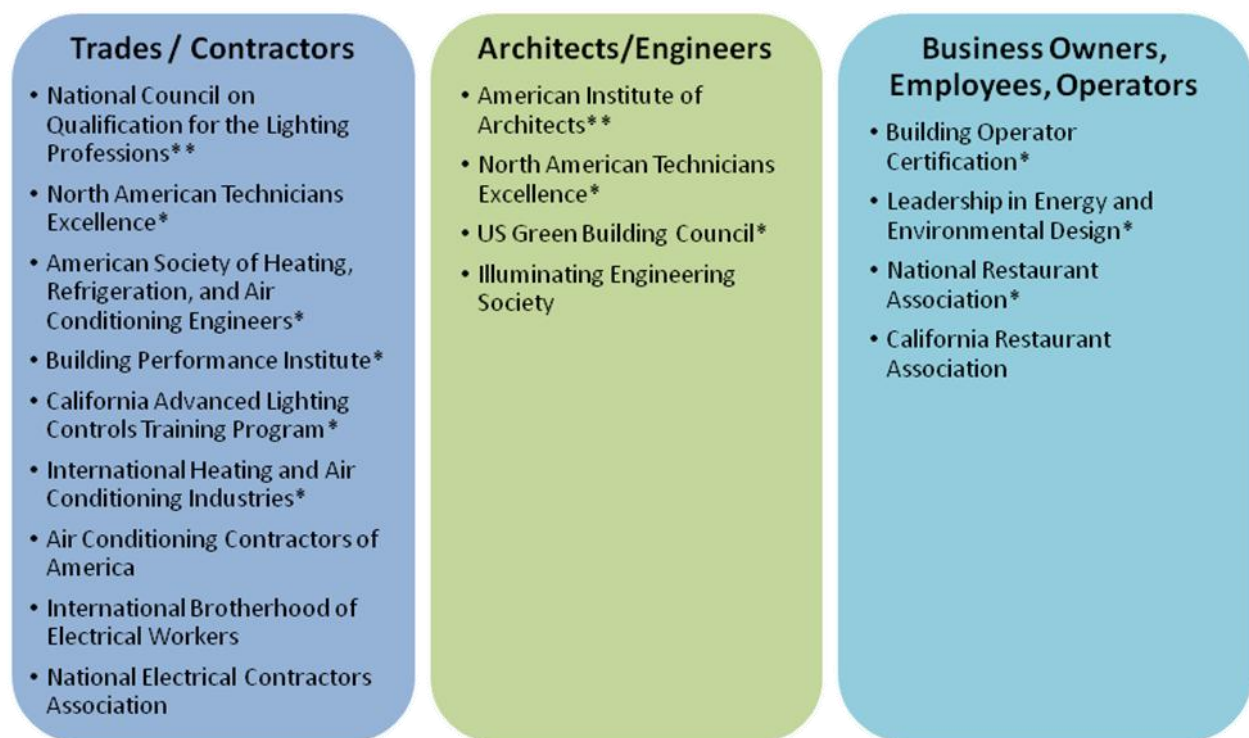 Trades / Contractors
• National Council on
Qualification for the Lighting
Professions**
• North American Technicians
Excellence*
• American Society of Heating,
Refrigeration, and Air
Conditioning Engineers*
• Building Performance Institute*
• California Advanced Lighting
Controls Training Program*
• International Heating and Air
Conditioning Industries*
• Air Conditioning Contractors of
America
• International Brotherhood of
Electrical Workers
• National Electrical Contractors
Association
Architects/Engineers
• American Institute of
Architects**
• North American Technicians
Excellence*
• US Green Building Council*
• Illuminating Engineering
Society
Business Owners,
Employees, Operators
• Building Operator
Certification*
• Leadership in Energy and
Environmental Design*
• National Restaurant
Association*
• California Restaurant
Association